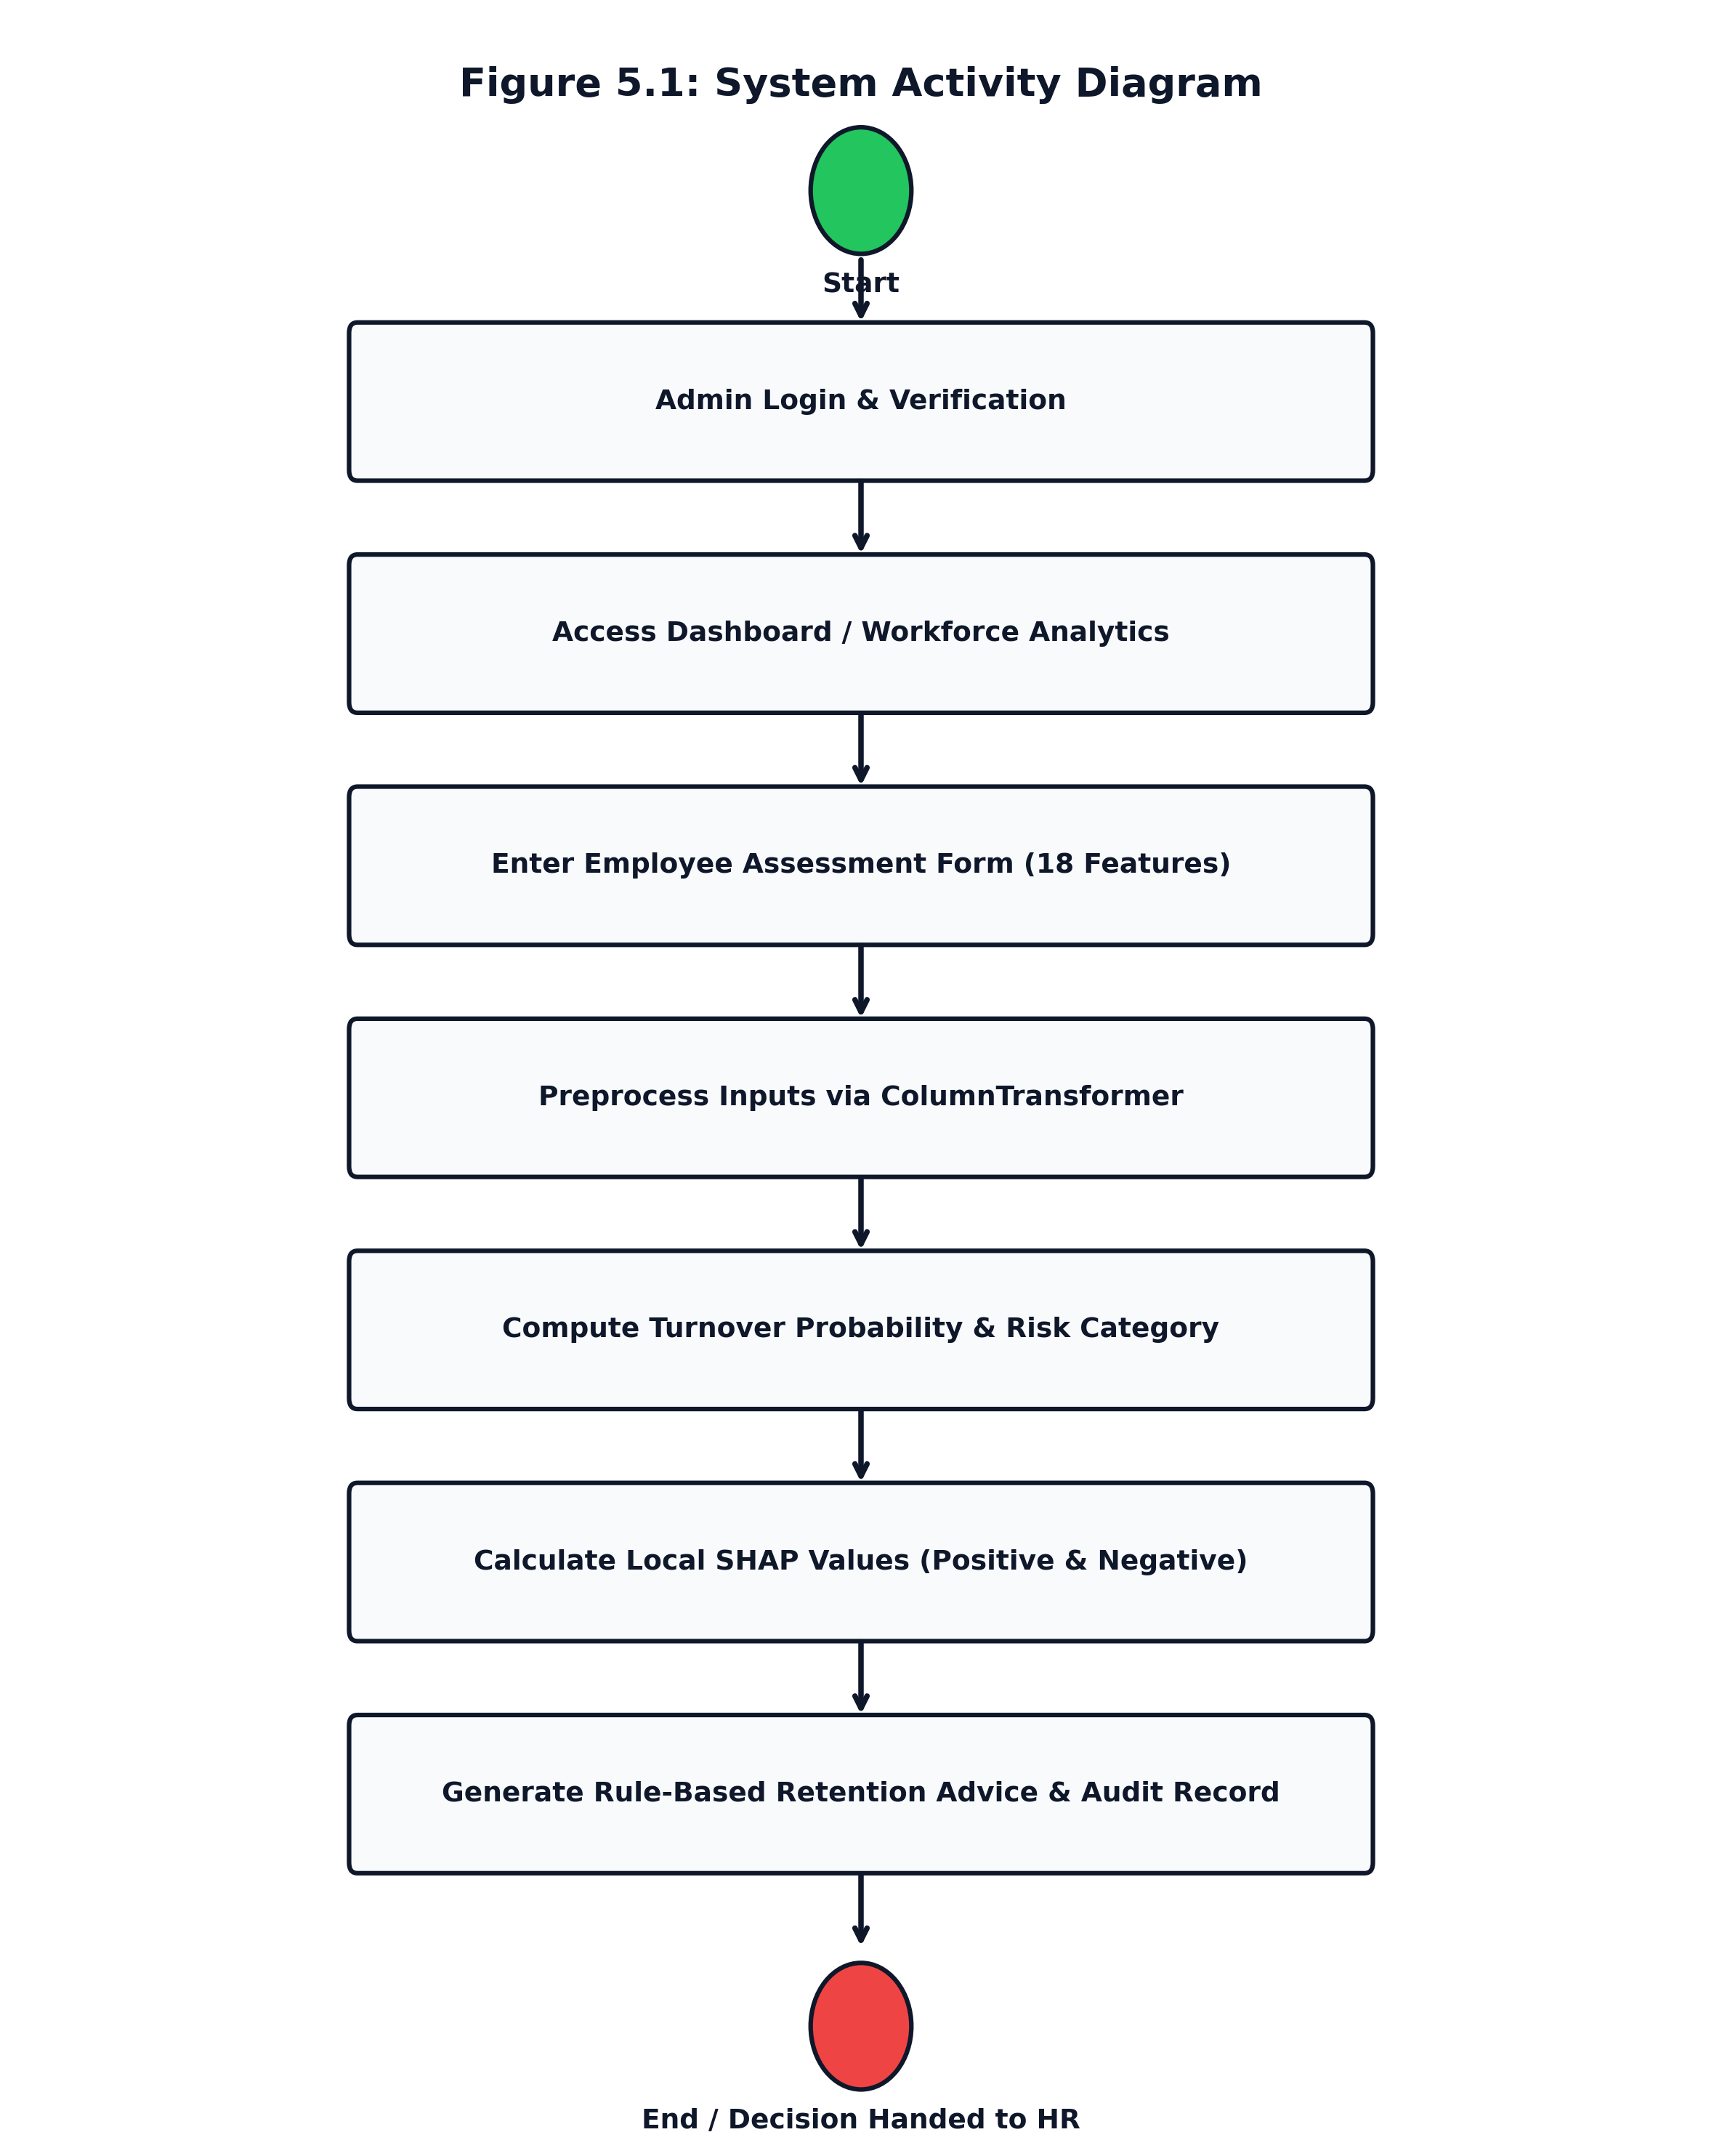 Figure 5.1: System Activity Diagram
Start
Admin Login & Verification
Access Dashboard / Workforce Analytics
Enter Employee Assessment Form (18 Features)
Preprocess Inputs via ColumnTransformer
Compute Turnover Probability & Risk Category
Calculate Local SHAP Values (Positive & Negative)
Generate Rule-Based Retention Advice & Audit Record
End / Decision Handed to HR